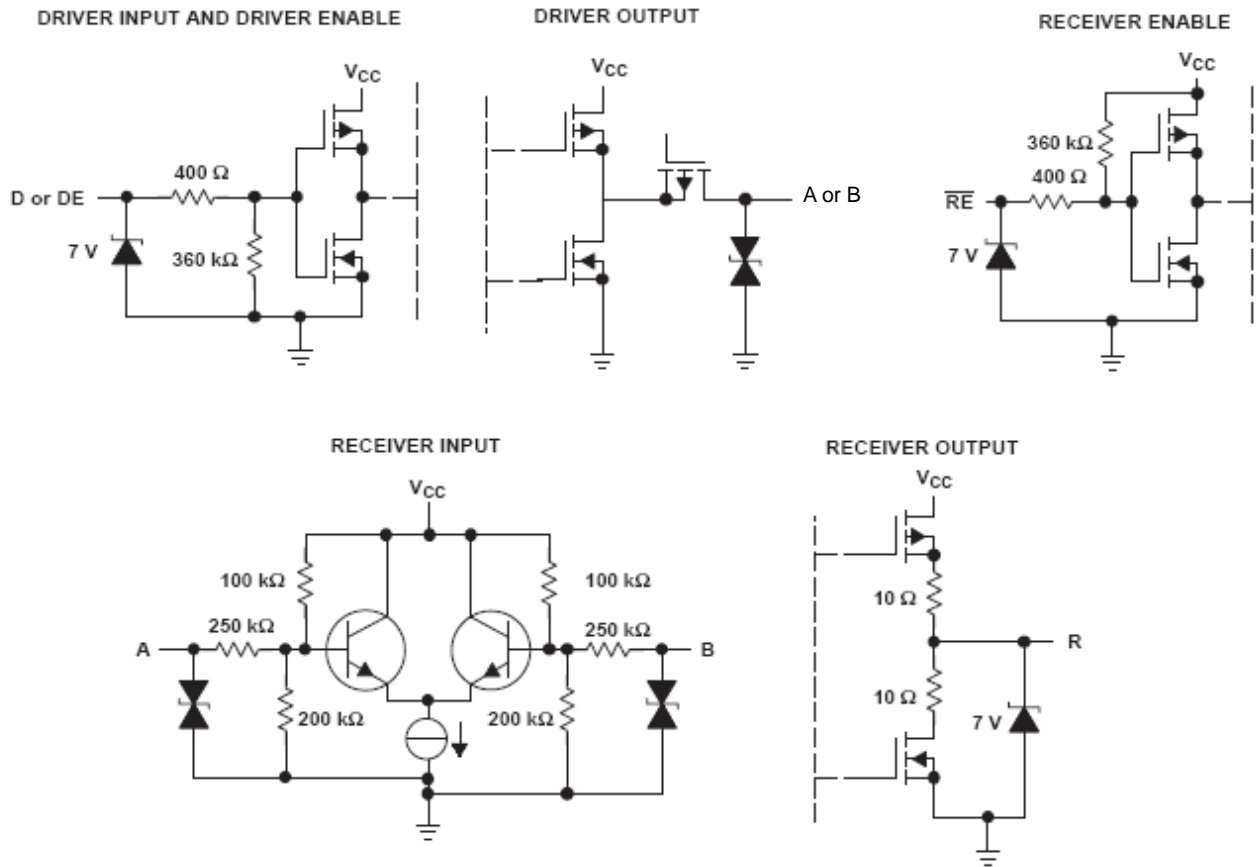 DRIVER INPUT AND DRIVER ENABLE
DRIVER OUTPUT
RECEIVER ENABLE
VCC
400 Ω
D or DE
7 V
360 kΩ
VCC
A or B
VCC
360 kΩ
400 Ω
RE
7 V
RECEIVER INPUT
VCC
100 kΩ
100 kΩ
250 kΩ
250 kΩ
A
B
200 kΩ
200 kΩ
RECEIVER OUTPUT
VCC
10 Ω
R
10 Ω
7 V